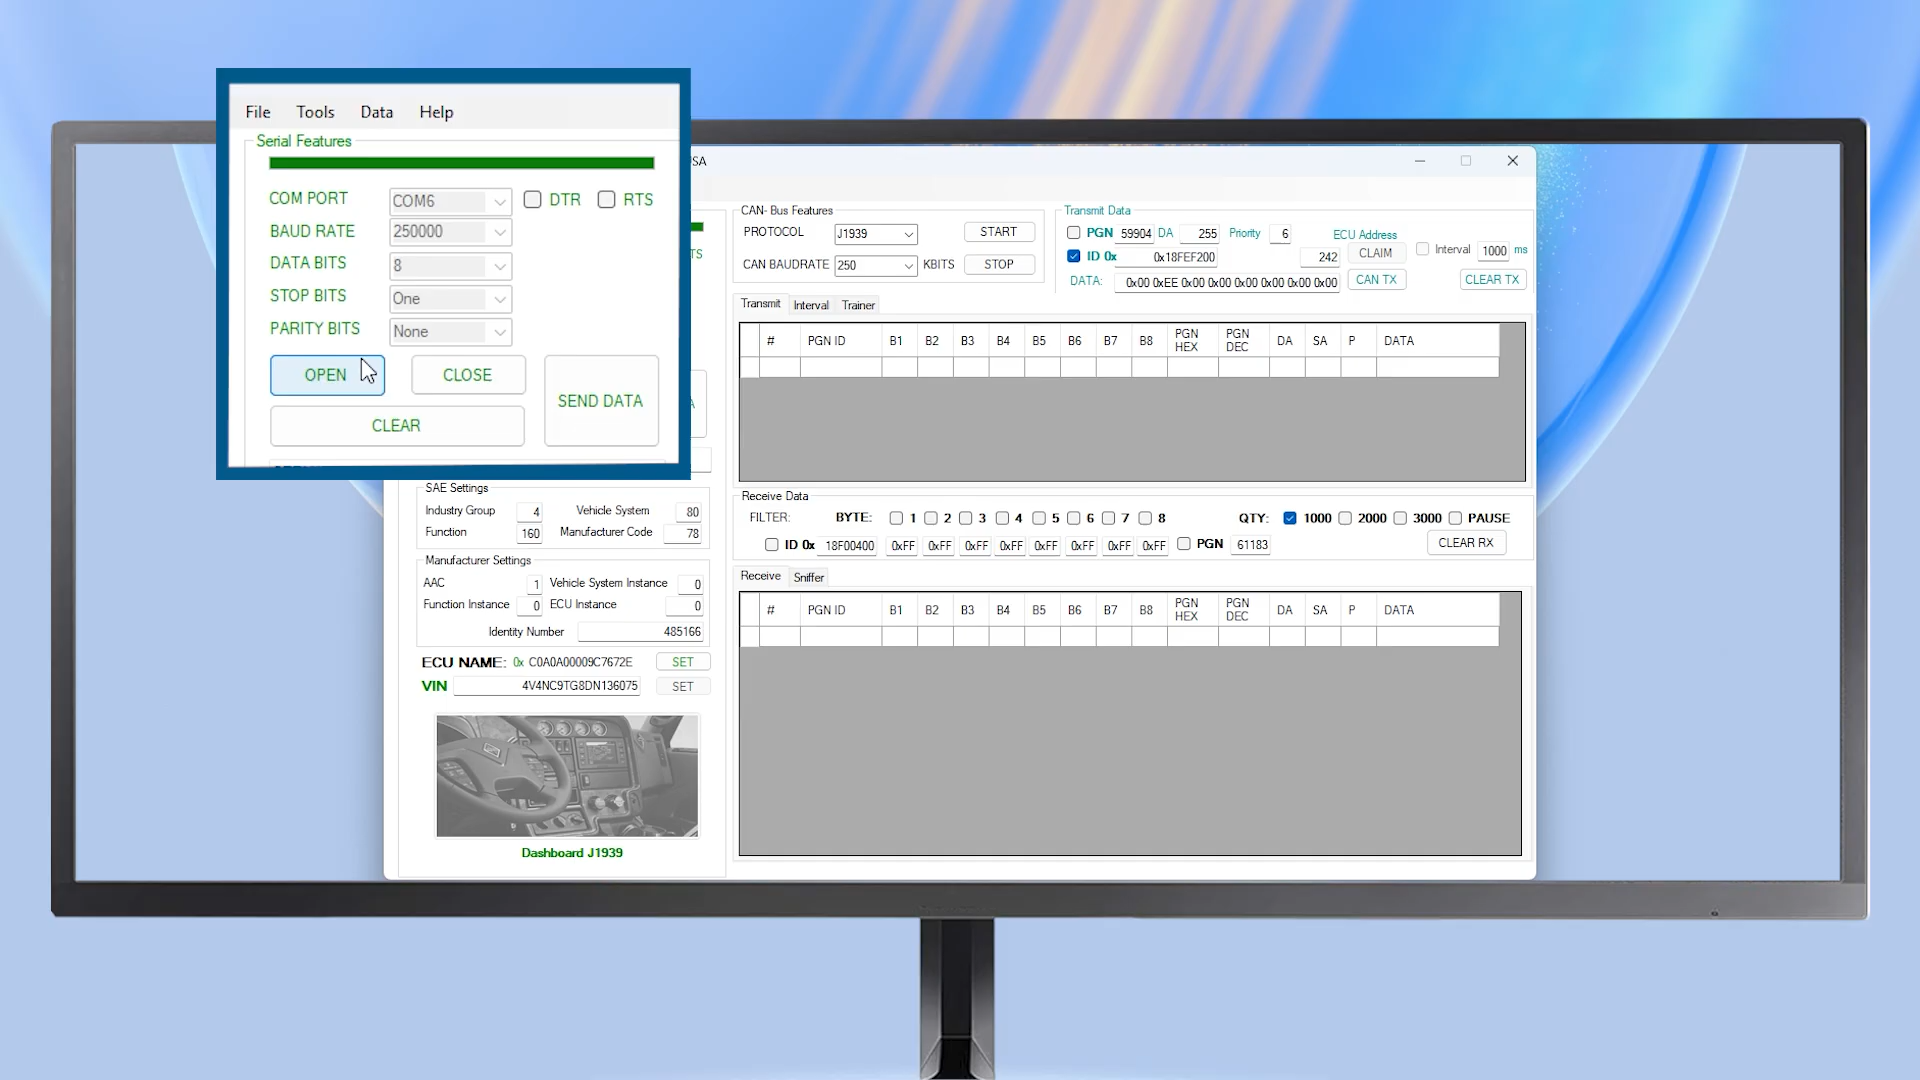 File Tools Data Help
Serial Features
COM PORT COM6 DTR RTS
BAUD RATE 250000
DATA BITS 8
STOP BITS One
PARITY BITS None
OPEN CLOSE
SEND DATA
CLEAR
SA
TS
A
CAN- Bus Features
PROTOCOL J1939 START
CAN BAUDRATE 250 KBITS STOP
Transmit Data
PGN 59904 DA 255 Priority 6 ECU Address
ID 0x 0x18FEF200 242 CLAIM Interval 1000 ms
DATA: 0x00 0xEE 0x00 0x00 0x00 0x00 0x00 0x00 CAN TX CLEAR TX
Transmit Interval Trainer
# PGN ID B1 B2 B3 B4 B5 B6 B7 B8 PGN HEX PGN DEC DA SA P DATA
SAE Settings
Industry Group 4 Vehicle System 80
Function 160 Manufacturer Code 78
Manufacturer Settings
AAC 1 Vehicle System Instance 0
Function Instance 0 ECU Instance 0
Identity Number 485166
ECU NAME: 0x C0A0A00009C7672E SET
VIN 4V4NC9TG8DN136075 SET
Dashboard J1939
Receive Data
FILTER: BYTE: 1 2 3 4 5 6 7 8 QTY: 1000 2000 3000 PAUSE
ID 0x 18F00400 0xFF 0xFF 0xFF 0xFF 0xFF 0xFF 0xFF 0xFF PGN 61183 CLEAR RX
Receive Sniffer
# PGN ID B1 B2 B3 B4 B5 B6 B7 B8 PGN HEX PGN DEC DA SA P DATA